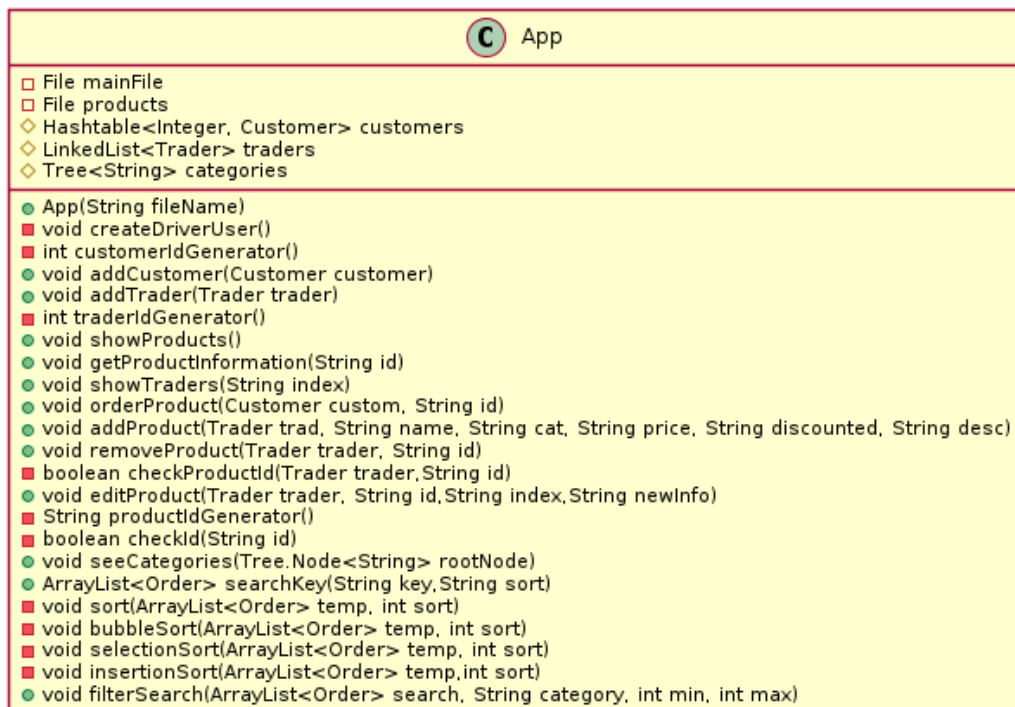 C App
File mainFile
File products
Hashtable<Integer, Customer> customers
LinkedList<Trader> traders
Tree<String> categories
App(String fileName)
void createDriverUser()
int customerIdGenerator()
void addCustomer(Customer customer)
void addTrader(Trader trader)
int traderIdGenerator()
void showProducts()
void getProductInformation(String id)
void showTraders(String index)
void orderProduct(Customer custom, String id)
void addProduct(Trader trad, String name, String cat, String price, String discounted, String desc)
void removeProduct(Trader trader, String id)
boolean checkProductId(Trader trader,String id)
void editProduct(Trader trader, String id,String index,String newInfo)
String productIdGenerator()
boolean checkId(String id)
void seeCategories(Tree.Node<String> rootNode)
ArrayList<Order> searchKey(String key,String sort)
void sort(ArrayList<Order> temp, int sort)
void bubbleSort(ArrayList<Order> temp, int sort)
void selectionSort(ArrayList<Order> temp, int sort)
void insertionSort(ArrayList<Order> temp,int sort)
void filterSearch(ArrayList<Order> search, String category, int min, int max)